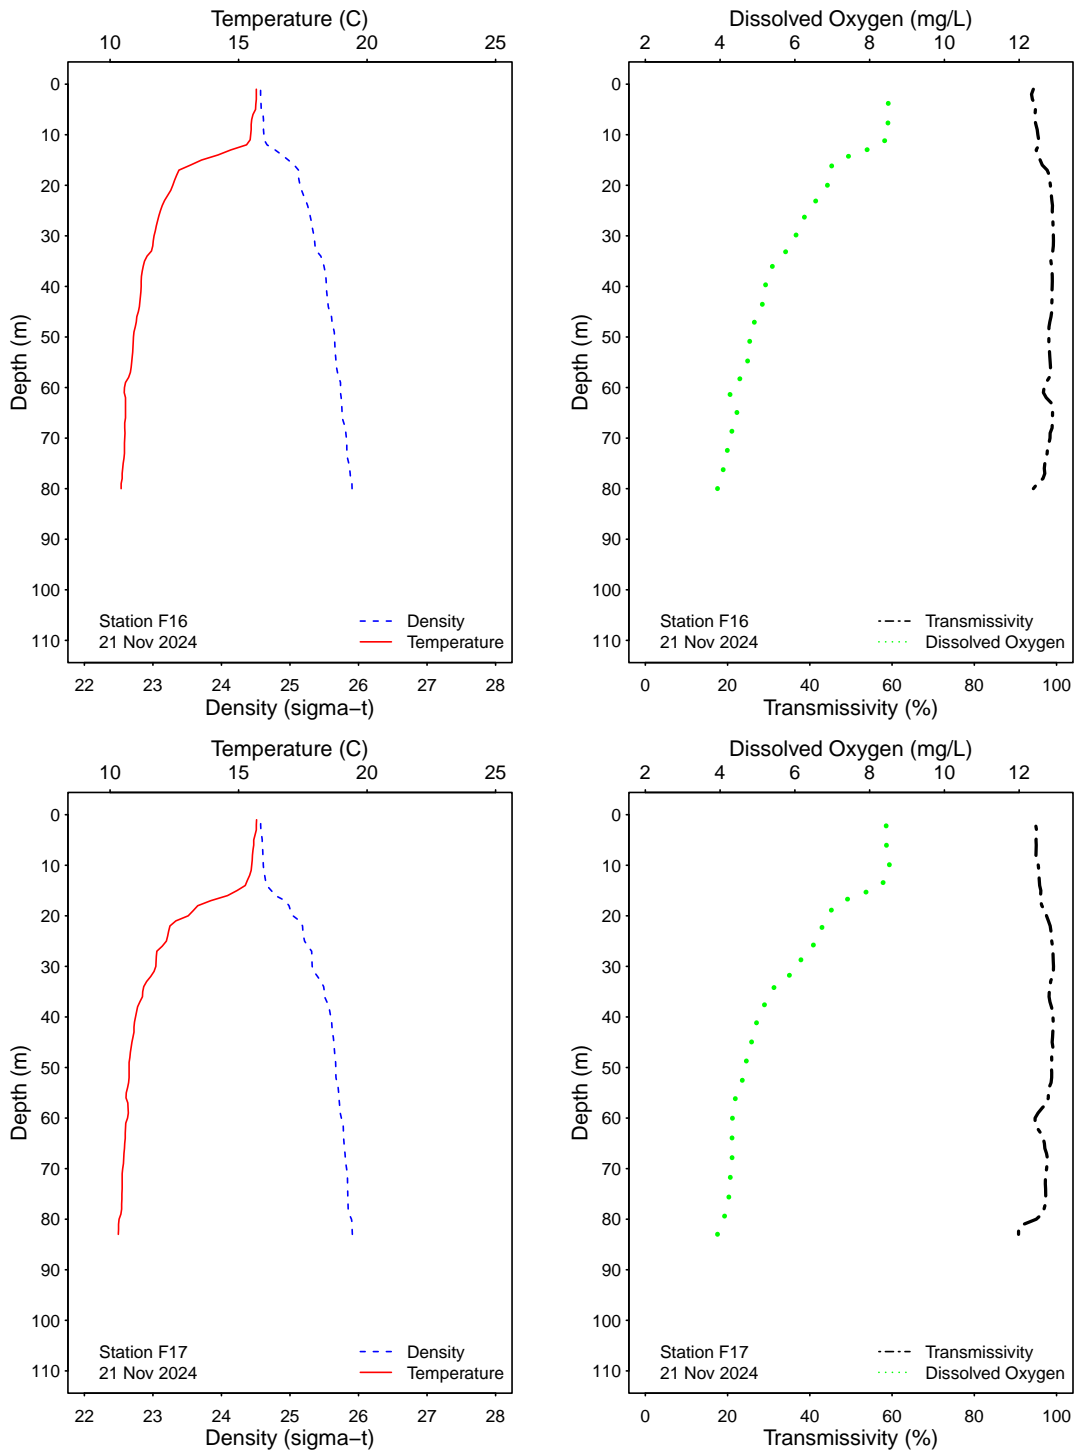 Temperature (C)
10 15 20 25
0
10
20
30
40
50
60
70
80
90
100
110
Depth (m)
Station F16
21 Nov 2024
Density
Temperature
22 23 24 25 26 27 28
Density (sigma−t)
Dissolved Oxygen (mg/L)
2 4 6 8 10 12
0
10
20
30
40
50
60
70
80
90
100
110
Depth (m)
Station F16
21 Nov 2024
Transmissivity
Dissolved Oxygen
0 20 40 60 80 100
Transmissivity (%)
Temperature (C)
10 15 20 25
0
10
20
30
40
50
60
70
80
90
100
110
Depth (m)
Station F17
21 Nov 2024
Density
Temperature
22 23 24 25 26 27 28
Density (sigma−t)
Dissolved Oxygen (mg/L)
2 4 6 8 10 12
0
10
20
30
40
50
60
70
80
90
100
110
Depth (m)
Station F17
21 Nov 2024
Transmissivity
Dissolved Oxygen
0 20 40 60 80 100
Transmissivity (%)